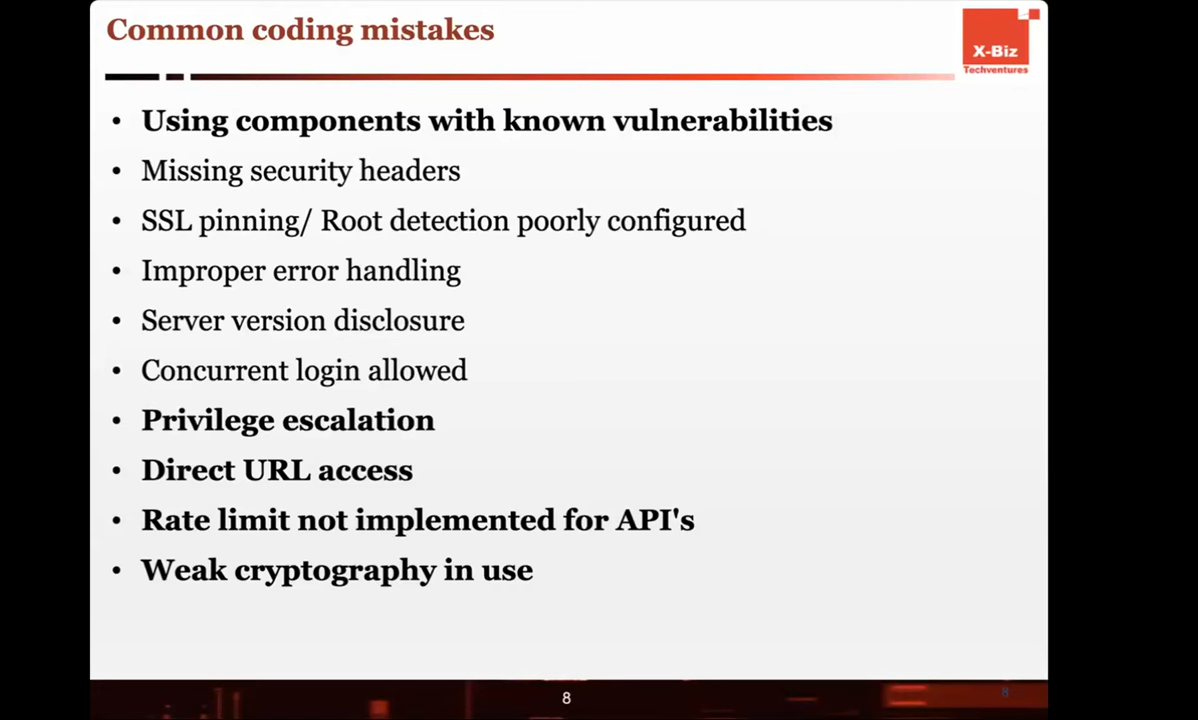 Common coding mistakes
X-Biz
Techventures
• Using components with known vulnerabilities
• Missing security headers
• SSL pinning/ Root detection poorly configured
• Improper error handling
• Server version disclosure
• Concurrent login allowed
• Privilege escalation
• Direct URL access
• Rate limit not implemented for API's
• Weak cryptography in use
8
8